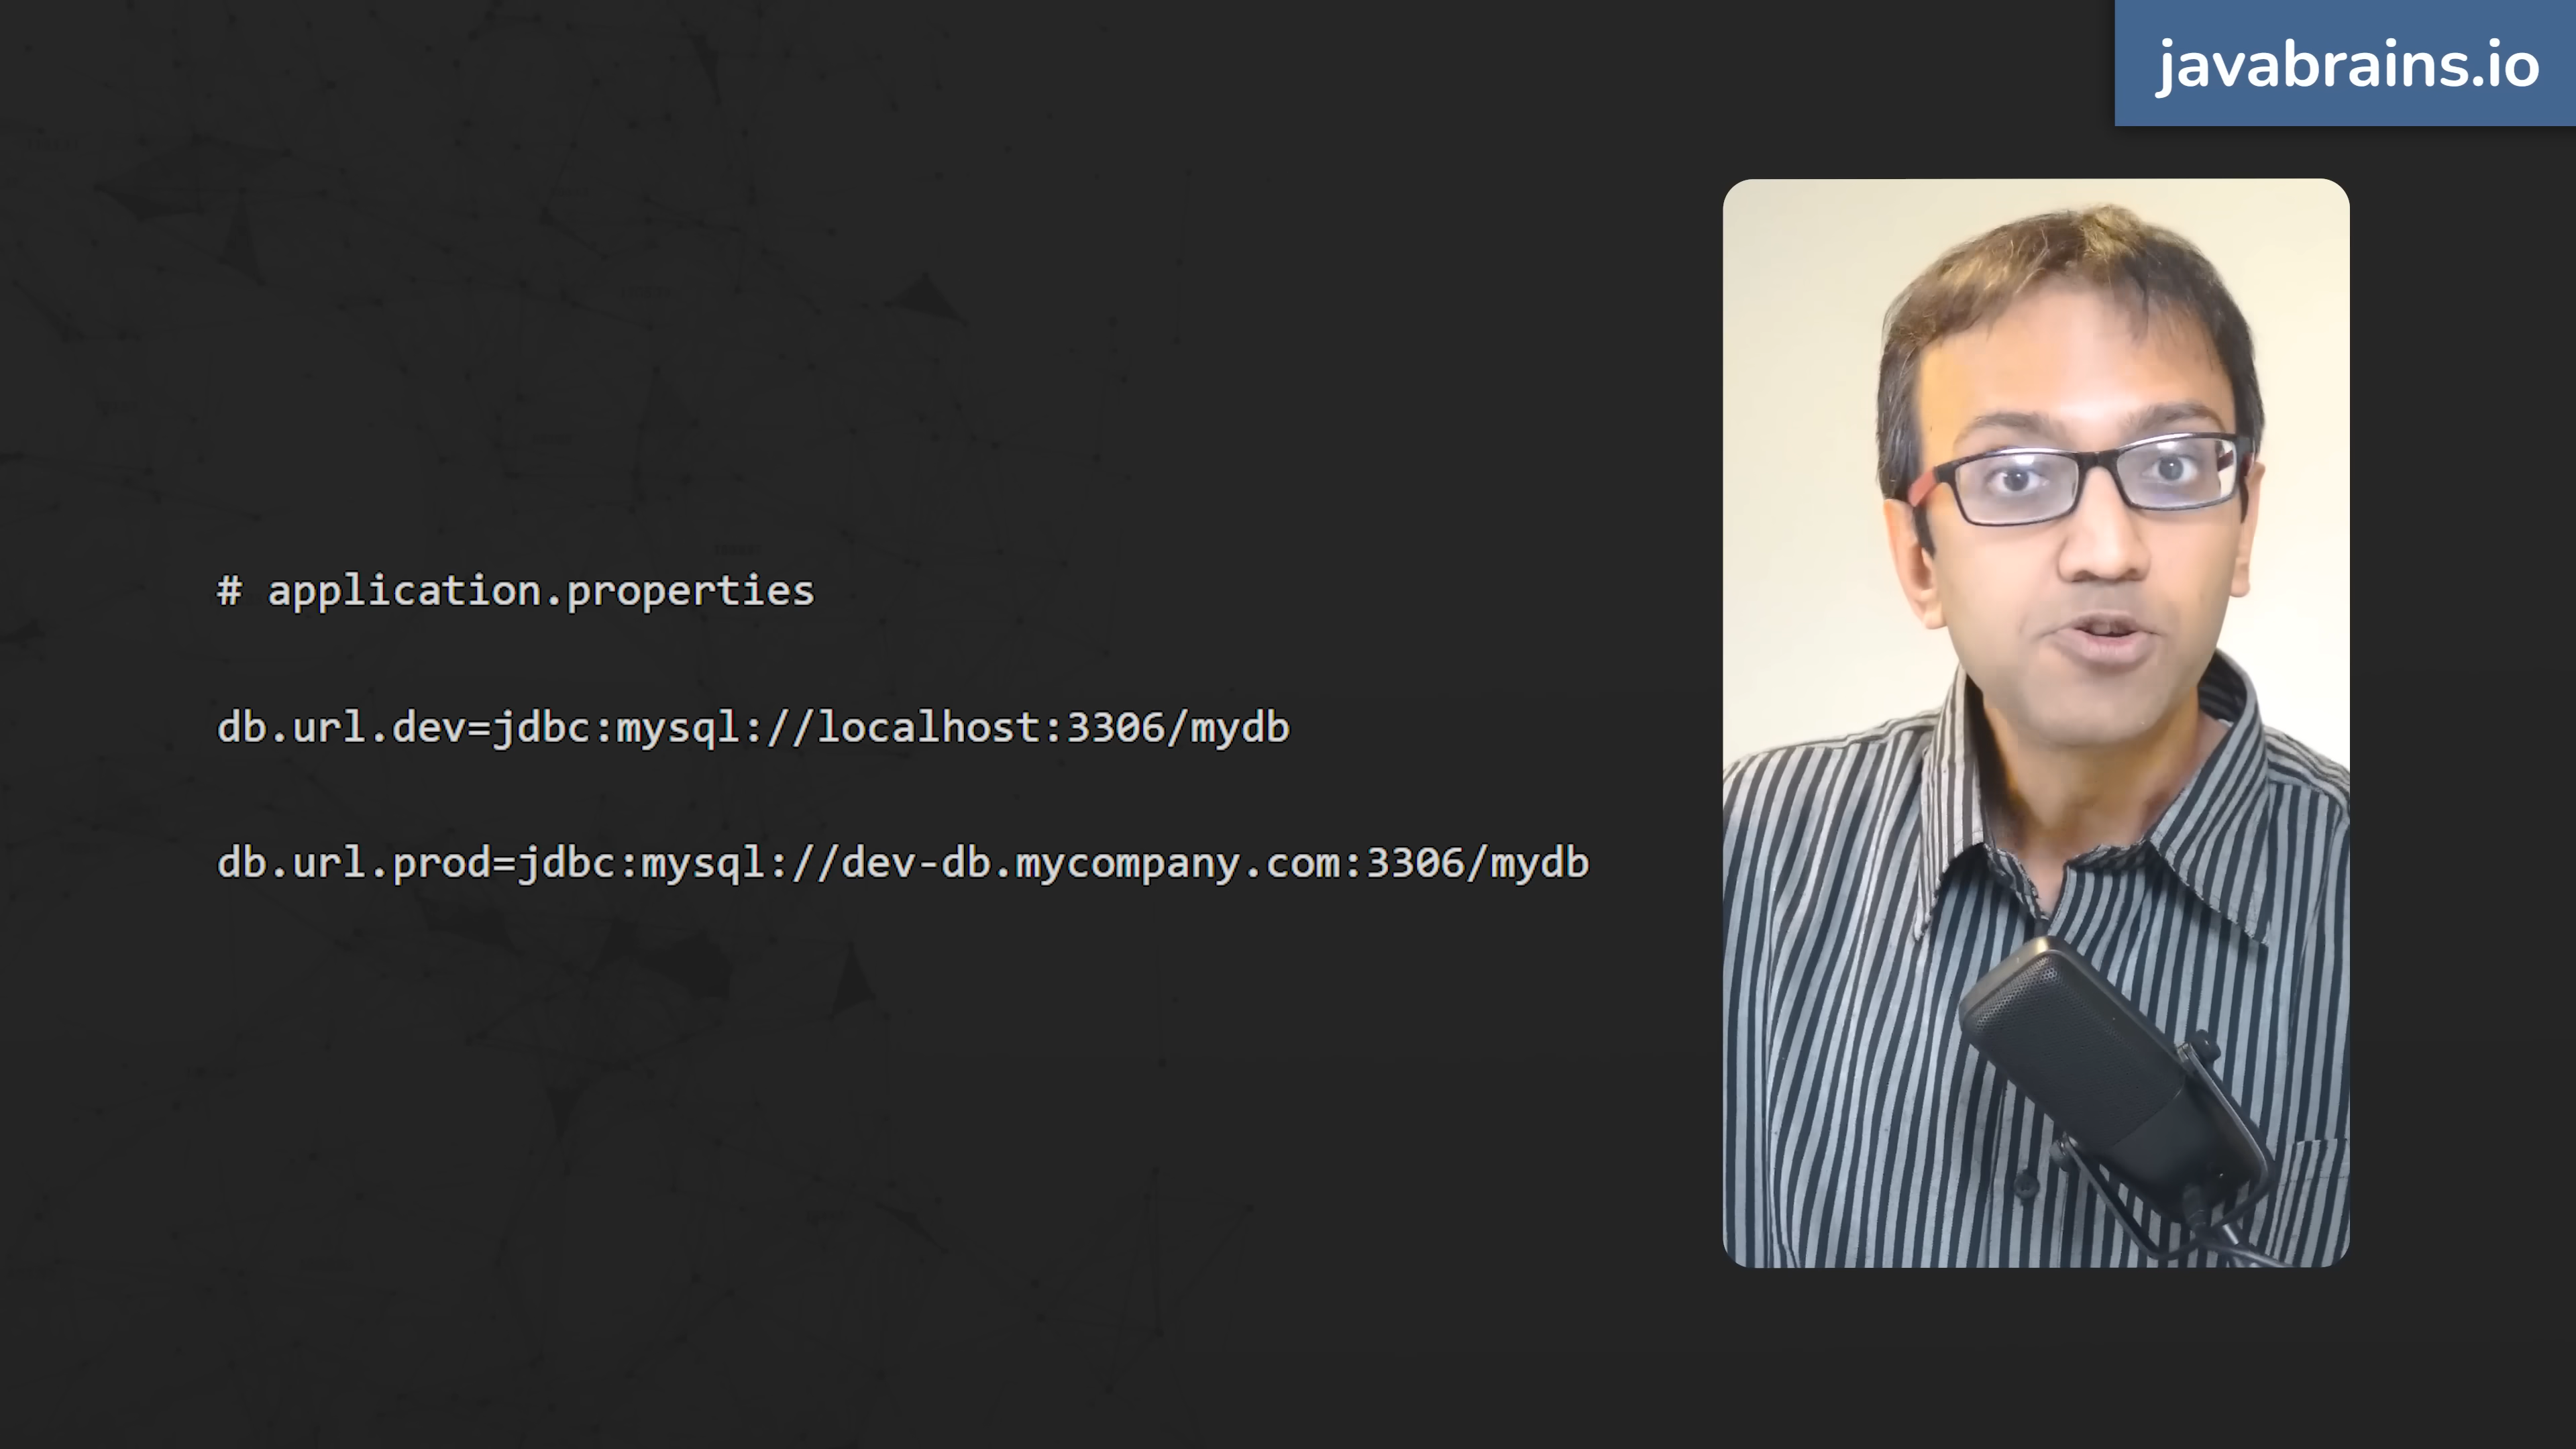 javabrains.io
# application.properties
db.url.dev=jdbc:mysql://localhost:3306/mydb
db.url.prod=jdbc:mysql://dev-db.mycompany.com:3306/mydb